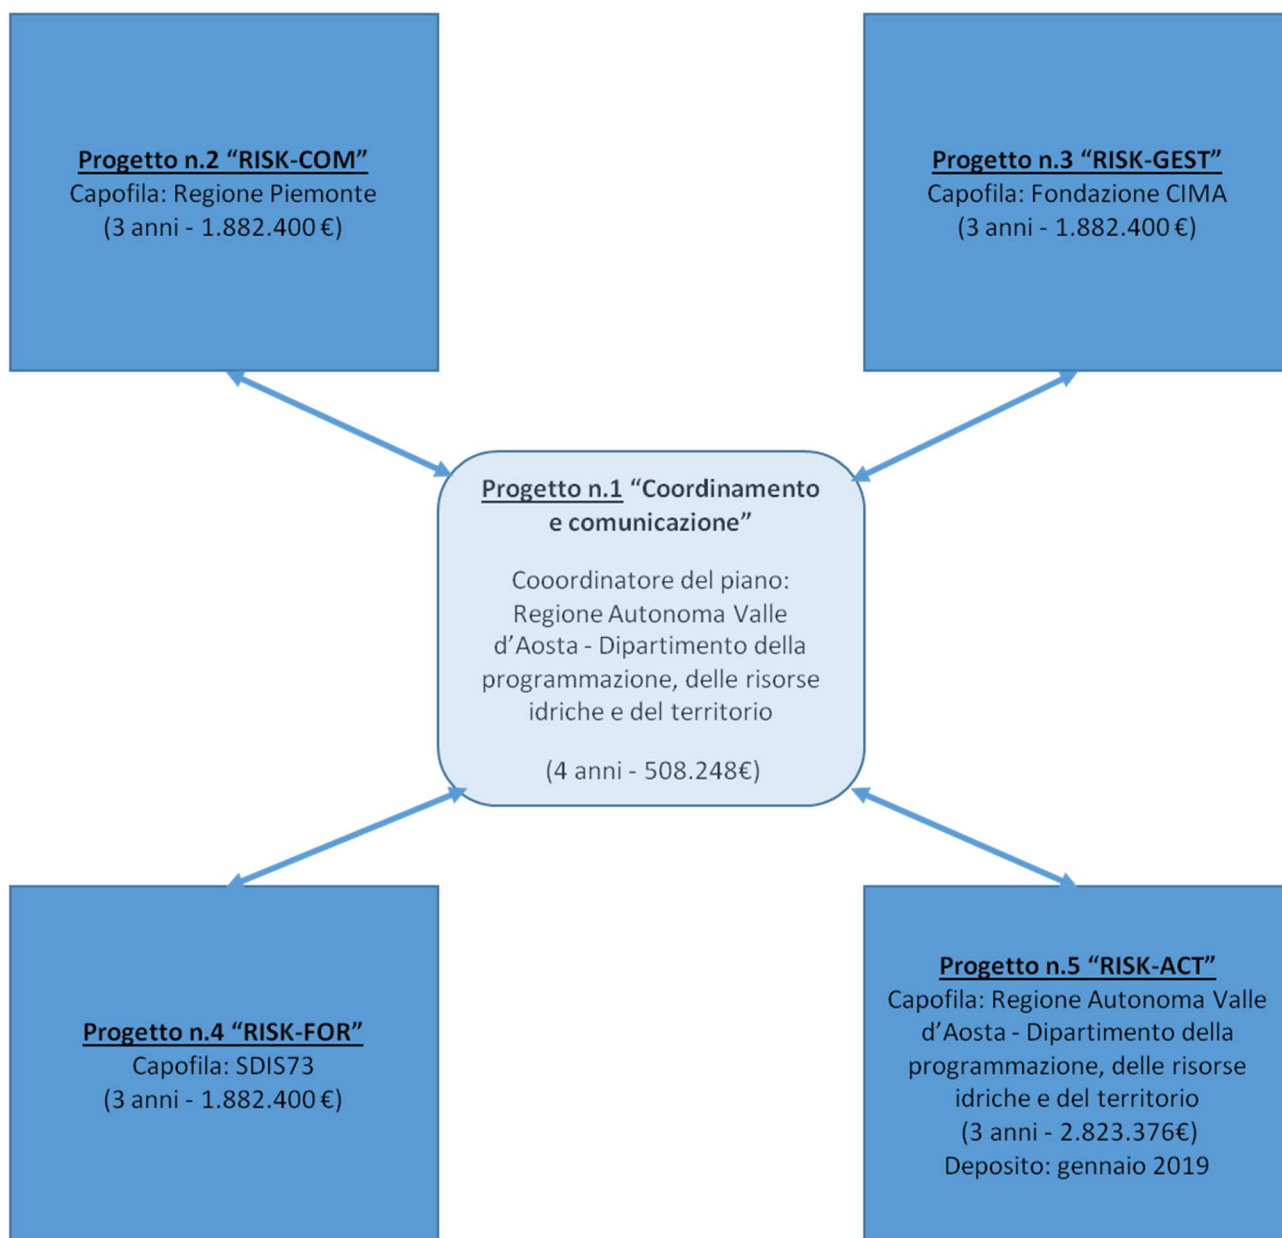 Progetto n.2 “RISK-COM”
Capofila: Regione Piemonte
(3 anni - 1.882.400 €)
Progetto n.3 “RISK-GEST”
Capofila: Fondazione CIMA
(3 anni - 1.882.400 €)
Progetto n.1 “Coordinamento
e comunicazione”
Cooordinatore del piano:
Regione Autonoma Valle
d’Aosta - Dipartimento della
programmazione, delle risorse
idriche e del territorio
(4 anni - 508.248€)
Progetto n.4 “RISK-FOR”
Capofila: SDIS73
(3 anni - 1.882.400 €)
Progetto n.5 “RISK-ACT”
Capofila: Regione Autonoma Valle
d’Aosta - Dipartimento della
programmazione, delle risorse
idriche e del territorio
(3 anni - 2.823.376€)
Deposito: gennaio 2019